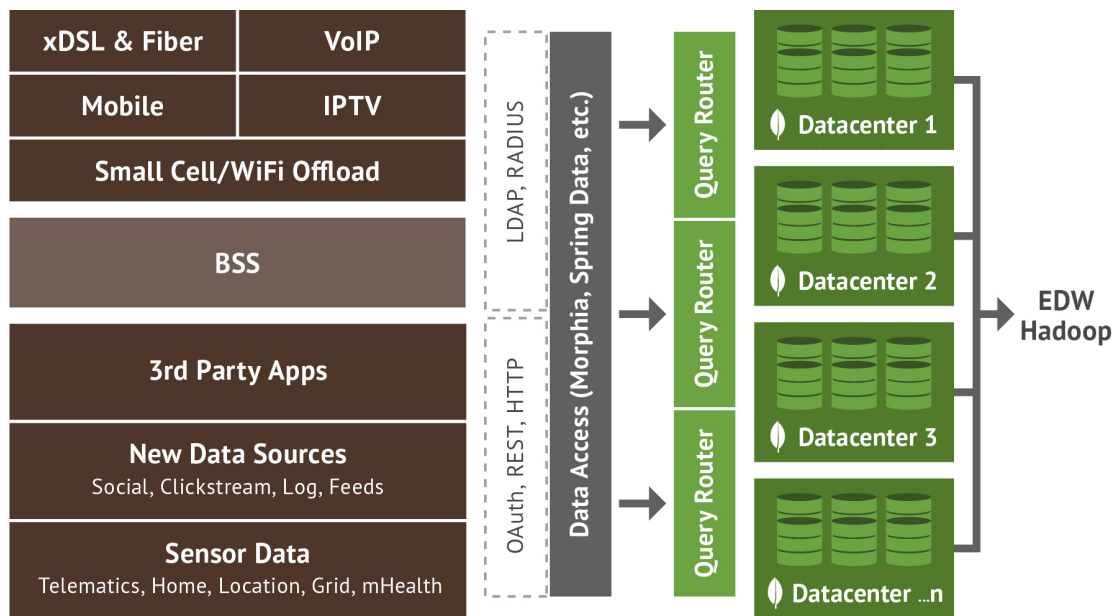 xDSL & Fiber
VoIP
Mobile
IPTV
Small Cell/WiFi Offload
BSS
3rd Party Apps
New Data Sources
Social, Clickstream, Log, Feeds
Sensor Data
Telematics, Home, Location, Grid, mHealth
LDAP, RADIUS
OAuth, REST, HTTP
Data Access (Morphia, Spring Data, etc.)
Query Router
Query Router
Query Router
Datacenter 1
Datacenter 2
Datacenter 3
Datacenter ...n
EDW
Hadoop